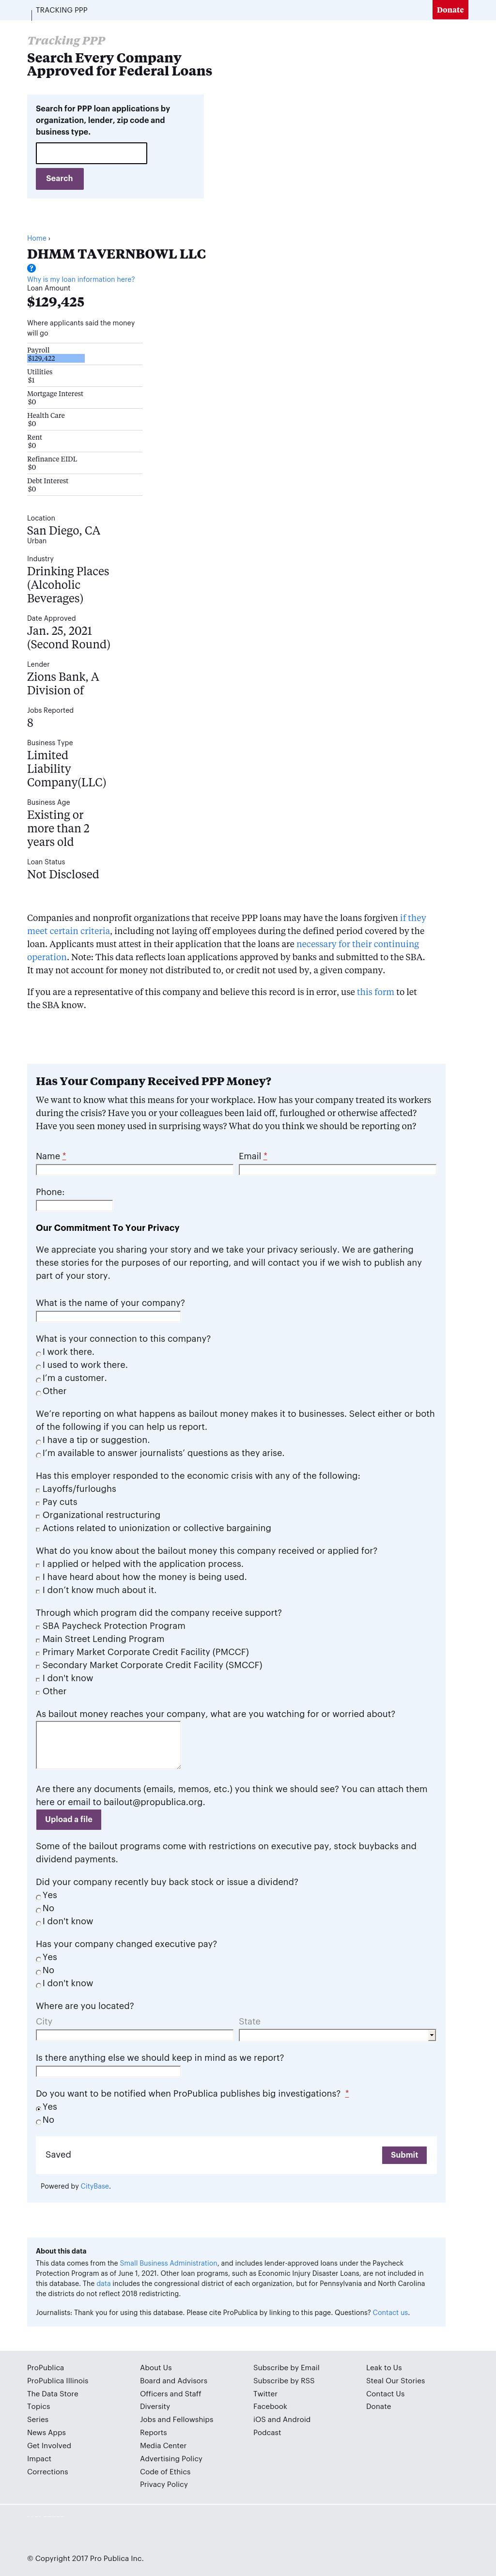 TRACKING PPP
Donate
Tracking PPP
Search Every Company
Approved for Federal Loans
Search for PPP loan applications by
organization, lender, zip code and
business type.
Search
Home ›
DHMM TAVERNBOWL LLC
?
Why is my loan information here?
Loan Amount
$129,425
Where applicants said the money
will go
Payroll
$129,422
Utilities
$1
Mortgage Interest
$0
Health Care
$0
Rent
$0
Refinance EIDL
$0
Debt Interest
$0
Location
San Diego, CA
Urban
Industry
Drinking Places
(Alcoholic
Beverages)
Date Approved
Jan. 25, 2021
(Second Round)
Lender
Zions Bank, A
Division of
Jobs Reported
8
Business Type
Limited
Liability
Company(LLC)
Business Age
Existing or
more than 2
years old
Loan Status
Not Disclosed
Companies and nonprofit organizations that receive PPP loans may have the loans forgiven if they
meet certain criteria, including not laying off employees during the defined period covered by the
loan. Applicants must attest in their application that the loans are necessary for their continuing
operation. Note: This data reflects loan applications approved by banks and submitted to the SBA.
It may not account for money not distributed to, or credit not used by, a given company.
If you are a representative of this company and believe this record is in error, use this form to let
the SBA know.
Has Your Company Received PPP Money?
We want to know what this means for your workplace. How has your company treated its workers
during the crisis? Have you or your colleagues been laid off, furloughed or otherwise affected?
Have you seen money used in surprising ways? What do you think we should be reporting on?
Name * Email *
Phone:
Our Commitment To Your Privacy
We appreciate you sharing your story and we take your privacy seriously. We are gathering
these stories for the purposes of our reporting, and will contact you if we wish to publish any
part of your story.
What is the name of your company?
What is your connection to this company?
I work there.
I used to work there.
I'm a customer.
Other
We're reporting on what happens as bailout money makes it to businesses. Select either or both
of the following if you can help us report.
I have a tip or suggestion.
I'm available to answer journalists' questions as they arise.
Has this employer responded to the economic crisis with any of the following:
Layoffs/furloughs
Pay cuts
Organizational restructuring
Actions related to unionization or collective bargaining
What do you know about the bailout money this company received or applied for?
I applied or helped with the application process.
I have heard about how the money is being used.
I don't know much about it.
Through which program did the company receive support?
SBA Paycheck Protection Program
Main Street Lending Program
Primary Market Corporate Credit Facility (PMCCF)
Secondary Market Corporate Credit Facility (SMCCF)
I don't know
Other
As bailout money reaches your company, what are you watching for or worried about?
Are there any documents (emails, memos, etc.) you think we should see? You can attach them
here or email to bailout@propublica.org.
Upload a file
Some of the bailout programs come with restrictions on executive pay, stock buybacks and
dividend payments.
Did your company recently buy back stock or issue a dividend?
Yes
No
I don't know
Has your company changed executive pay?
Yes
No
I don't know
Where are you located?
City State
Is there anything else we should keep in mind as we report?
Do you want to be notified when ProPublica publishes big investigations? *
Yes
No
Saved Submit
Powered by CityBase.
About this data
This data comes from the Small Business Administration, and includes lender-approved loans under the Paycheck
Protection Program as of June 1, 2021. Other loan programs, such as Economic Injury Disaster Loans, are not included in
this database. The data includes the congressional district of each organization, but for Pennsylvania and North Carolina
the districts do not reflect 2018 redistricting.
Journalists: Thank you for using this database. Please cite ProPublica by linking to this page. Questions? Contact us.
ProPublica
ProPublica Illinois
The Data Store
Topics
Series
News Apps
Get Involved
Impact
Corrections
About Us
Board and Advisors
Officers and Staff
Diversity
Jobs and Fellowships
Reports
Media Center
Advertising Policy
Code of Ethics
Privacy Policy
Subscribe by Email
Subscribe by RSS
Twitter
Facebook
iOS and Android
Podcast
Leak to Us
Steal Our Stories
Contact Us
Donate
© Copyright 2017 Pro Publica Inc.